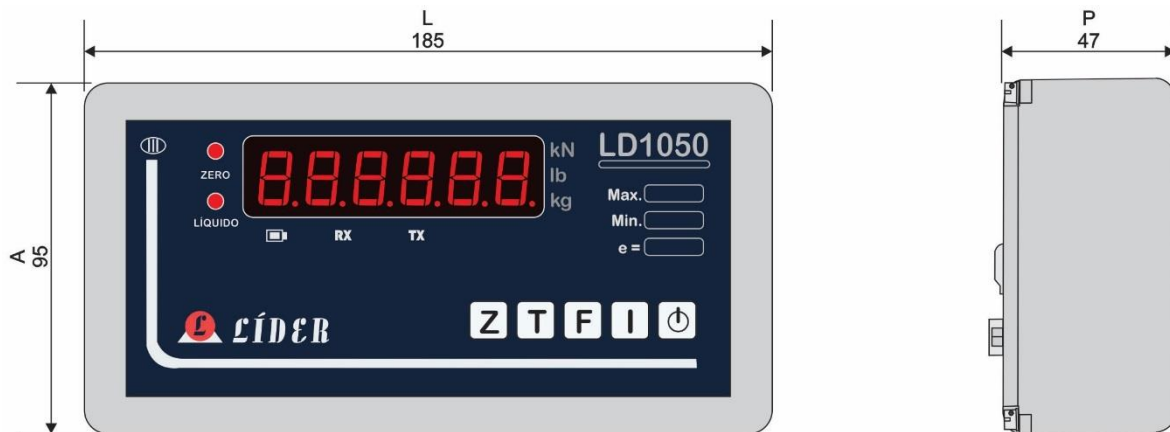 L
185
P
47
A
95
ZERO
LÍQUIDO
8.8.8.8.8.8.
kN
lb
kg
LD1050
Max.
Min.
e =
RX
TX
L LÍDER
Z T F I